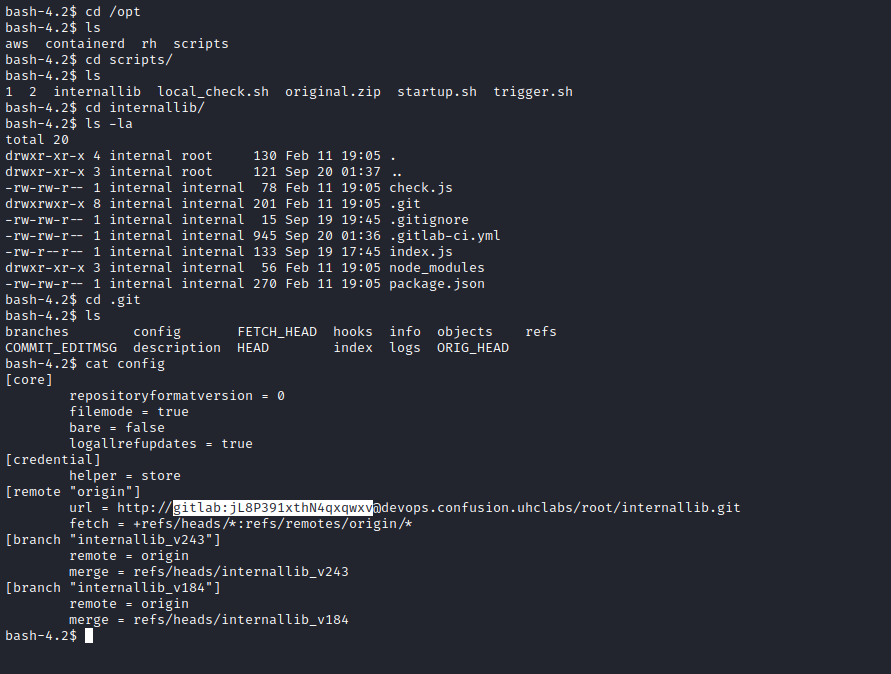 bash-4.2$ cd /opt
bash-4.2$ ls
aws  containerd  rh  scripts
bash-4.2$ cd scripts/
bash-4.2$ ls
1  2  internallib  local_check.sh  original.zip  startup.sh  trigger.sh
bash-4.2$ cd internallib/
bash-4.2$ ls -la
total 20
drwxr-xr-x 4 internal root     130 Feb 11 19:05 .
drwxr-xr-x 3 internal root     121 Sep 20 01:37 ..
-rw-rw-r-- 1 internal internal  78 Feb 11 19:05 check.js
drwxrwxr-x 8 internal internal 201 Feb 11 19:05 .git
-rw-rw-r-- 1 internal internal  15 Sep 19 19:45 .gitignore
-rw-rw-r-- 1 internal internal 945 Sep 20 01:36 .gitlab-ci.yml
-rw-r--r-- 1 internal internal 133 Sep 19 17:45 index.js
drwxr-xr-x 3 internal internal  56 Feb 11 19:05 node_modules
-rw-rw-r-- 1 internal internal 270 Feb 11 19:05 package.json
bash-4.2$ cd .git
bash-4.2$ ls
branches        config       FETCH_HEAD  hooks  info  objects    refs
COMMIT_EDITMSG  description  HEAD        index  logs  ORIG_HEAD
bash-4.2$ cat config
[core]
        repositoryformatversion = 0
        filemode = true
        bare = false
        logallrefupdates = true
[credential]
        helper = store
[remote "origin"]
        url = http://gitlab:jL8P391xthN4qxqwxv@devops.confusion.uhclabs/root/internallib.git
        fetch = +refs/heads/*:refs/remotes/origin/*
[branch "internallib_v243"]
        remote = origin
        merge = refs/heads/internallib_v243
[branch "internallib_v184"]
        remote = origin
        merge = refs/heads/internallib_v184
bash-4.2$